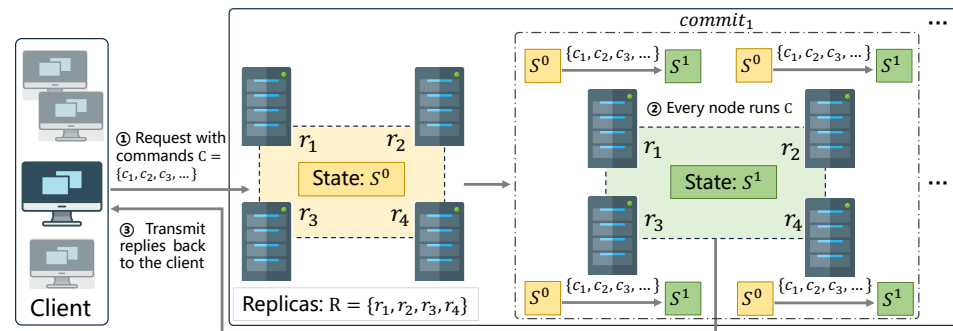 commit₁
...
S⁰ {c₁, c₂, c₃, ...} S¹
S⁰ {c₁, c₂, c₃, ...} S¹
② Every node runs C
① Request with
commands C =
{c₁, c₂, c₃, ...}
r₁
r₂
State: S⁰
r₃
r₄
r₁
r₂
State: S¹
r₃
r₄
...
③ Transmit
replies back
to the client
Client
Replicas: R = {r₁, r₂, r₃, r₄}
S⁰ {c₁, c₂, c₃, ...} S¹
S⁰ {c₁, c₂, c₃, ...} S¹